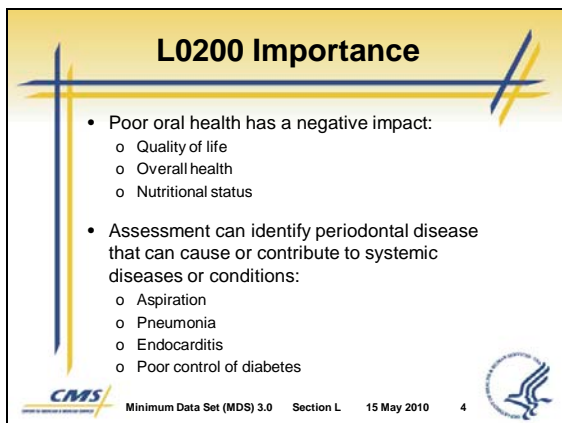 L0200 Importance
• Poor oral health has a negative impact:
o Quality of life
o Overall health
o Nutritional status
• Assessment can identify periodontal disease
that can cause or contribute to systemic
diseases or conditions:
o Aspiration
o Pneumonia
o Endocarditis
o Poor control of diabetes
CMS
Minimum Data Set (MDS) 3.0 Section L 15 May 2010 4